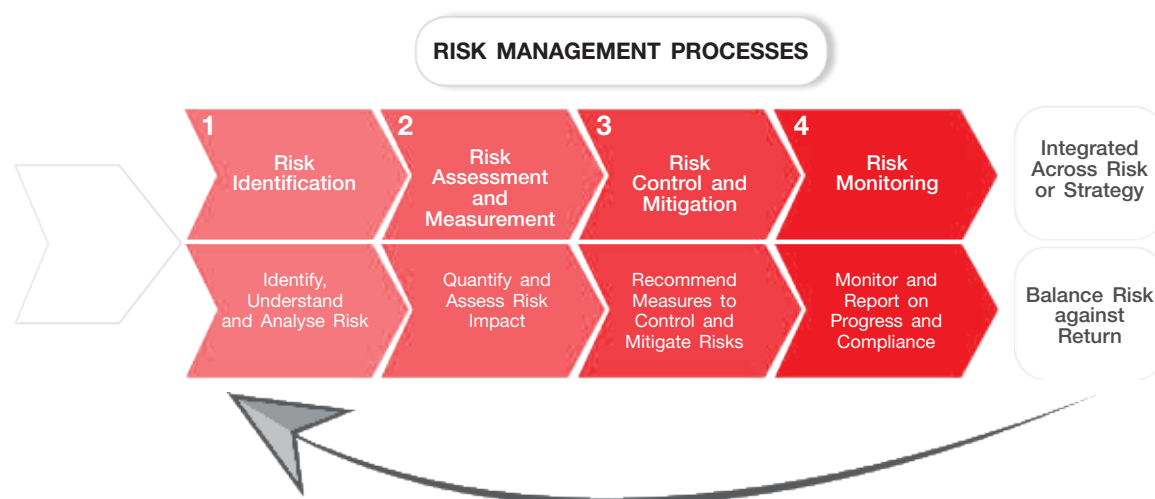 RISK MANAGEMENT PROCESSES
1
Risk
Identification
2
Risk
Assessment
and
Measurement
3
Risk
Control and
Mitigation
4
Risk
Monitoring
Integrated
Across Risk
or Strategy
Identify,
Understand
and Analyse Risk
Quantify and
Assess Risk
Impact
Recommend
Measures to
Control and
Mitigate Risks
Monitor and
Report on
Progress and
Compliance
Balance Risk
against
Return